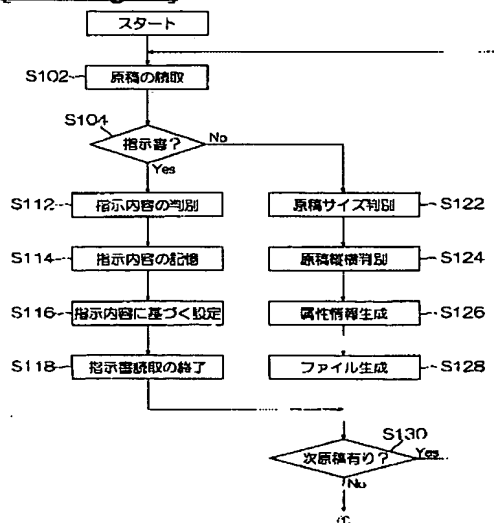 スタート
S102
原稿の読取
S104
指示書?
No
Yes
S112
指示内容の判別
原稿サイズ判別
S122
S114
指示内容の記憶
原稿縦横判別
S124
S116
指示内容に基づく設定
属性情報生成
S126
S118
指示書読取の終了
ファイル生成
S128
S130
次原稿有り?
Yes
No